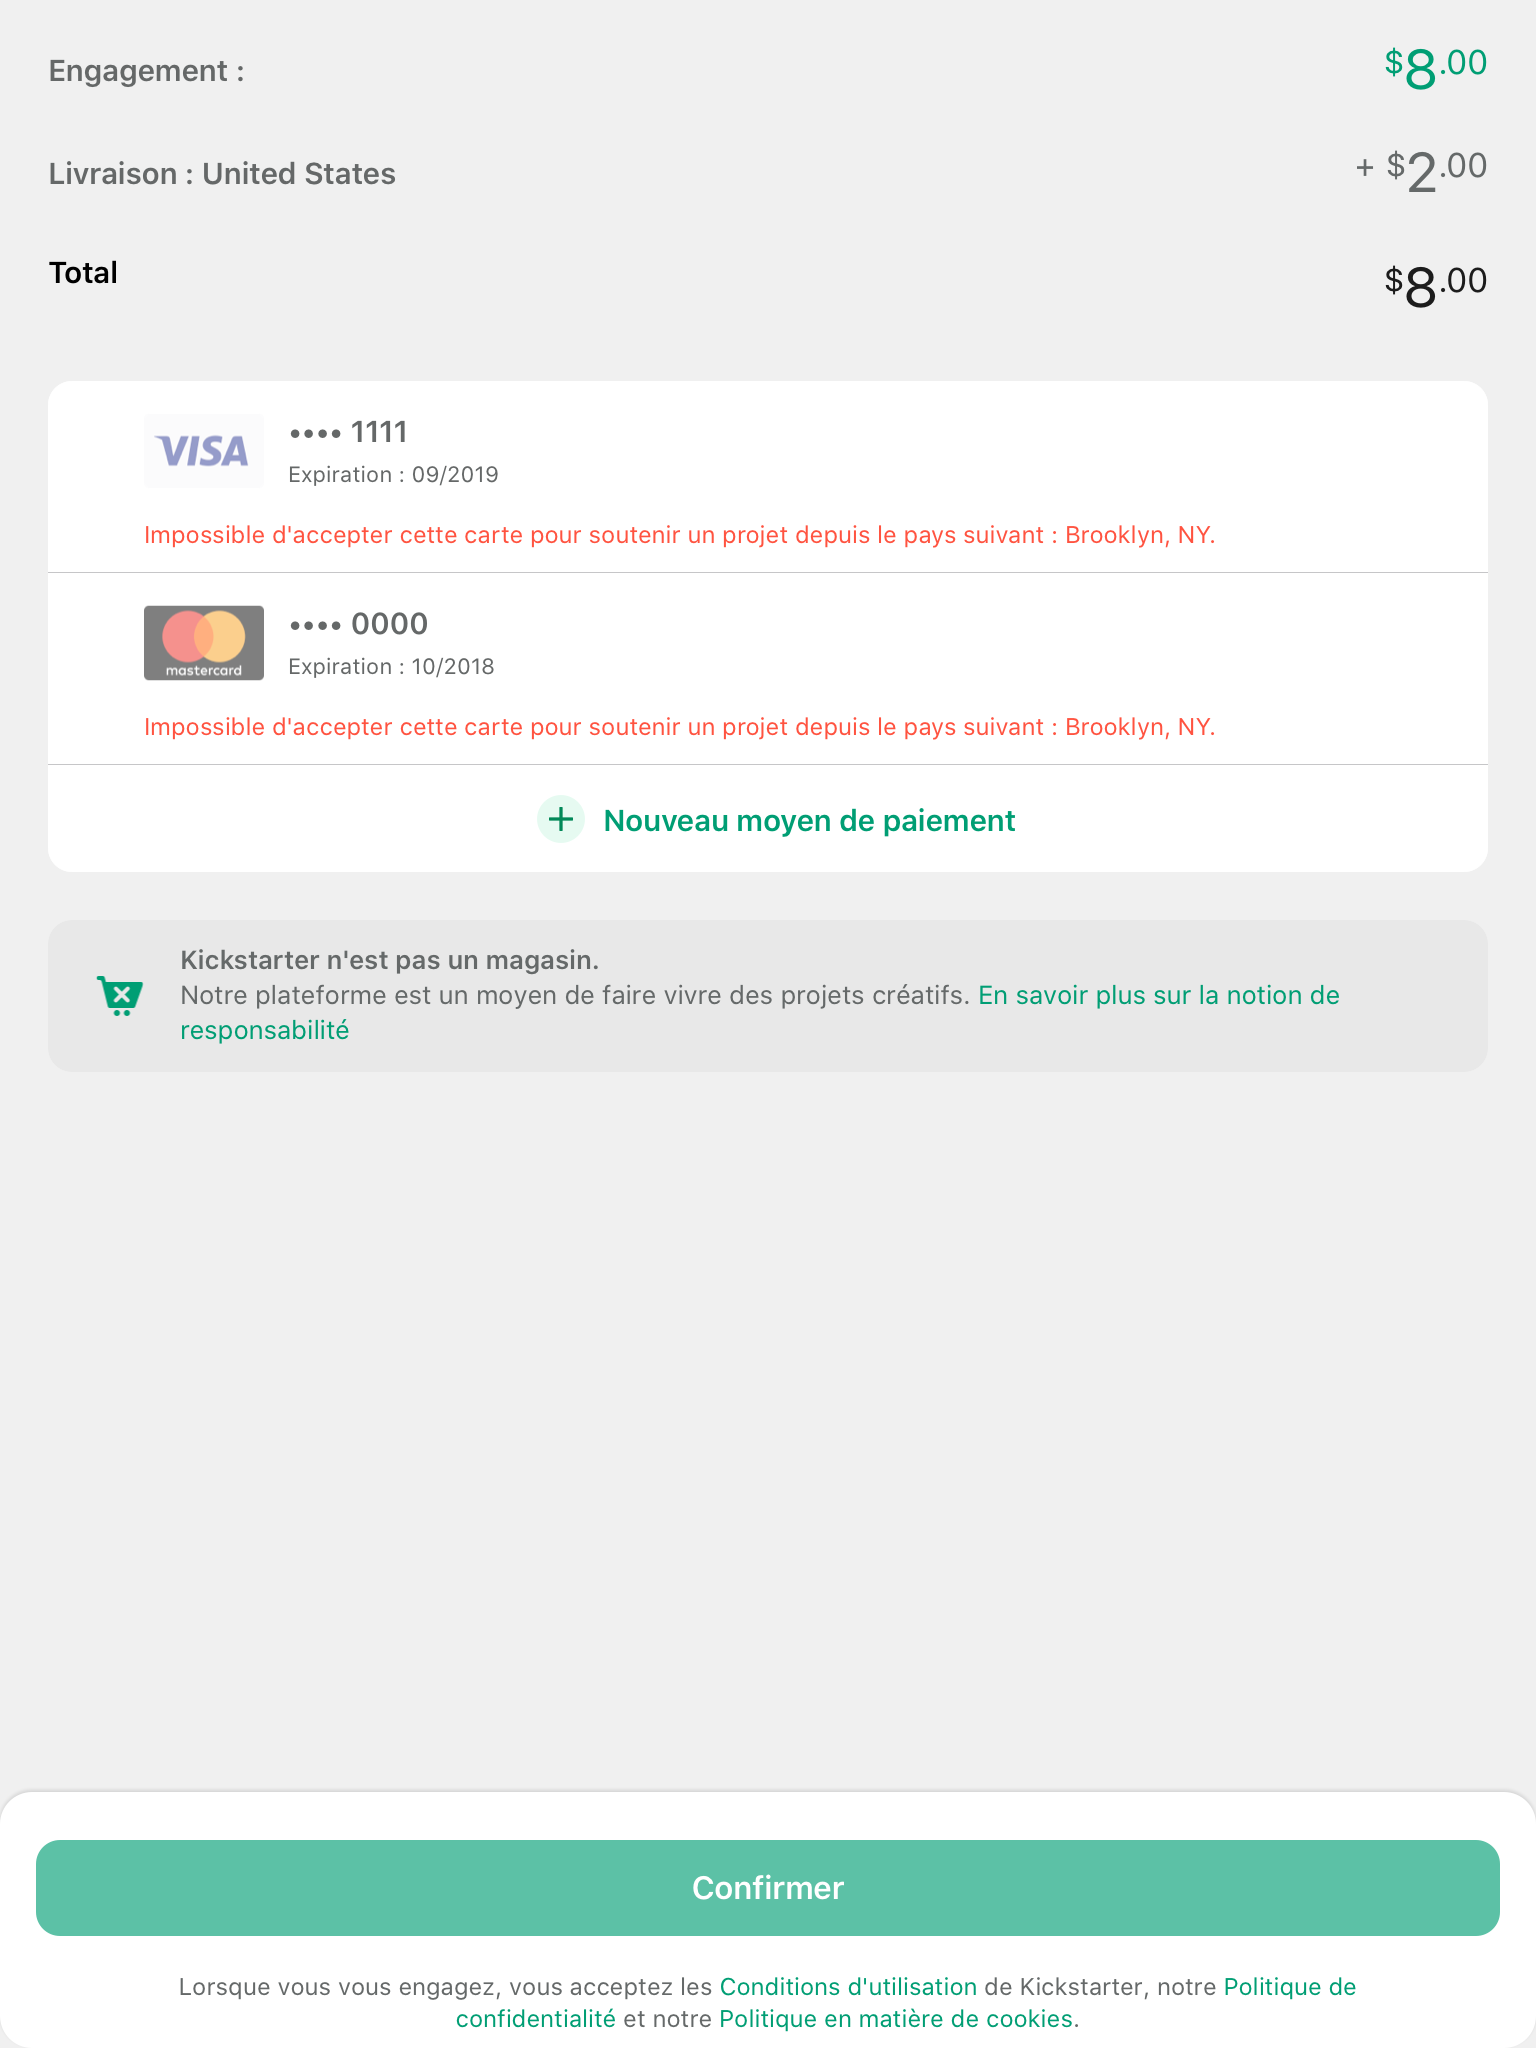 Engagement :
$8.00
Livraison : United States
+ $2.00
Total
$8.00
VISA
•••• 1111
Expiration : 09/2019
Impossible d'accepter cette carte pour soutenir un projet depuis le pays suivant : Brooklyn, NY.
mastercard
•••• 0000
Expiration : 10/2018
Impossible d'accepter cette carte pour soutenir un projet depuis le pays suivant : Brooklyn, NY.
Nouveau moyen de paiement
Kickstarter n'est pas un magasin.
Notre plateforme est un moyen de faire vivre des projets créatifs. En savoir plus sur la notion de
responsabilité
Confirmer
Lorsque vous vous engagez, vous acceptez les Conditions d'utilisation de Kickstarter, notre Politique de
confidentialité et notre Politique en matière de cookies.